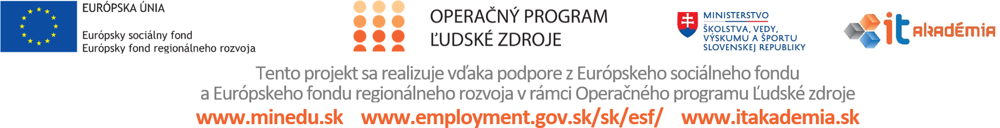 EURÓPSKA ÚNIA
Európsky sociálny fond
Európsky fond regionálneho rozvoja
OPERAČNÝ PROGRAM
ĽUDSKÉ ZDROJE
MINISTERSTVO
ŠKOLSTVA, VEDY,
VÝSKUMU A ŠPORTU
SLOVENSKEJ REPUBLIKY
it akadémia
Tento projekt sa realizuje vďaka podpore z Európskeho sociálneho fondu
a Európskeho fondu regionálneho rozvoja v rámci Operačného programu Ľudské zdroje
www.minedu.sk www.employment.gov.sk/sk/esf/ www.itakademia.sk